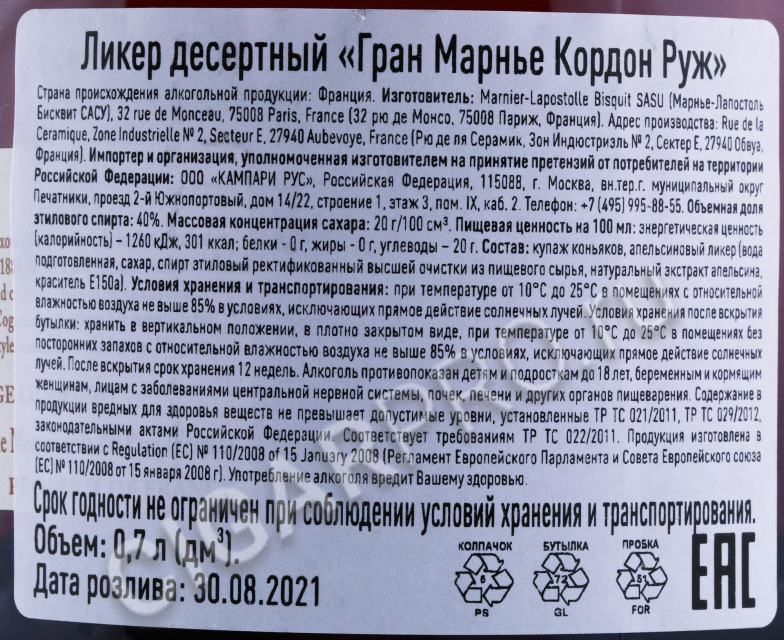 Ликер десертный «Гран Марнье Кордон Руж»
Страна происхождения алкогольной продукции: Франция. Изготовитель: Marnier-Lapostolle Bisquit SASU (Марнье-Лапостоль
Бисквит САСУ), 32 rue de Monceau, 75008 Paris, France (32 рю де Монсо, 75008 Париж, Франция). Адрес производства: Rue de la
Ceramique, Zone Industrielle № 2, Secteur E, 27940 Aubevoye, France (Рю де ля Серамик, Зон Индюстриэль № 2, Сектер Е, 27940 Обвуа,
Франция). Импортер и организация, уполномоченная изготовителем на принятие претензий от потребителей на территории
Российской Федерации: ООО «КАМПАРИ РУС», Российская Федерация, 115088, г. Москва, вн.тер.г. муниципальный округ
Печатники, проезд 2-й Южнопортовый, дом 14/22, строение 1, этаж 3, пом. IX, каб. 2. Телефон: +7 (495) 995-88-55. Объемная доля
этилового спирта: 40%. Массовая концентрация сахара: 20 г/100 см³. Пищевая ценность на 100 мл: энергетическая ценность
(калорийность) – 1260 кДж, 301 ккал; белки - 0 г, жиры - 0 г, углеводы – 20 г. Состав: купаж коньяков, апельсиновый ликер (вода
подготовленная, сахар, спирт этиловый ректификованный высшей очистки из пищевого сырья, натуральный экстракт апельсина,
краситель Е150а). Условия хранения и транспортирования: при температуре от 10°C до 25°C в помещениях с относительной
влажностью воздуха не выше 85% в условиях, исключающих прямое действие солнечных лучей. Условия хранения после вскрытия
бутылки: хранить в вертикальном положении, в плотно закрытом виде, при температуре от 10°C до 25°C в помещениях без
посторонних запахов с относительной влажностью воздуха не выше 85% в условиях, исключающих прямое действие солнечных
лучей. После вскрытия срок хранения 12 недель. Алкоголь противопоказан детям и подросткам до 18 лет, беременным и кормящим
женщинам, лицам с заболеваниями центральной нервной системы, почек, печени и других органов пищеварения. Содержание в
продукции вредных для здоровья веществ не превышает допустимые уровни, установленные ТР ТС 021/2011, ТР ТС 029/2012,
законодательными актами Российской Федерации. Соответствует требованиям ТР ТС 022/2011. Продукция изготовлена в
соответствии с Regulation (EC) № 110/2008 of 15 January 2008 (Регламент Европейского Парламента и Совета Европейского союза
(ЕС) № 110/2008 от 15 января 2008 г). Употребление алкоголя вредит Вашему здоровью.
Срок годности не ограничен при соблюдении условий хранения и транспортирования.
Объем: 0,7 л (дм³).
Дата розлива: 30.08.2021
КОЛПАЧОК БУТЫЛКА ПРОБКА
6 72 51
PS GL FOR
EAC
CIGARPRO.RU